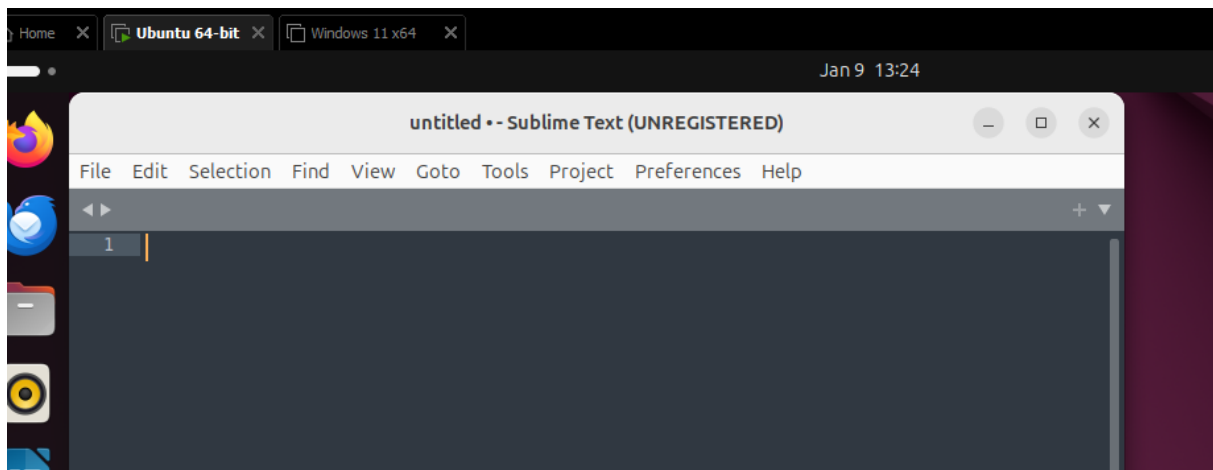 Home Ubuntu 64-bit Windows 11 x64
Jan 9 13:24
untitled • - Sublime Text (UNREGISTERED)
File Edit Selection Find View Goto Tools Project Preferences Help
1